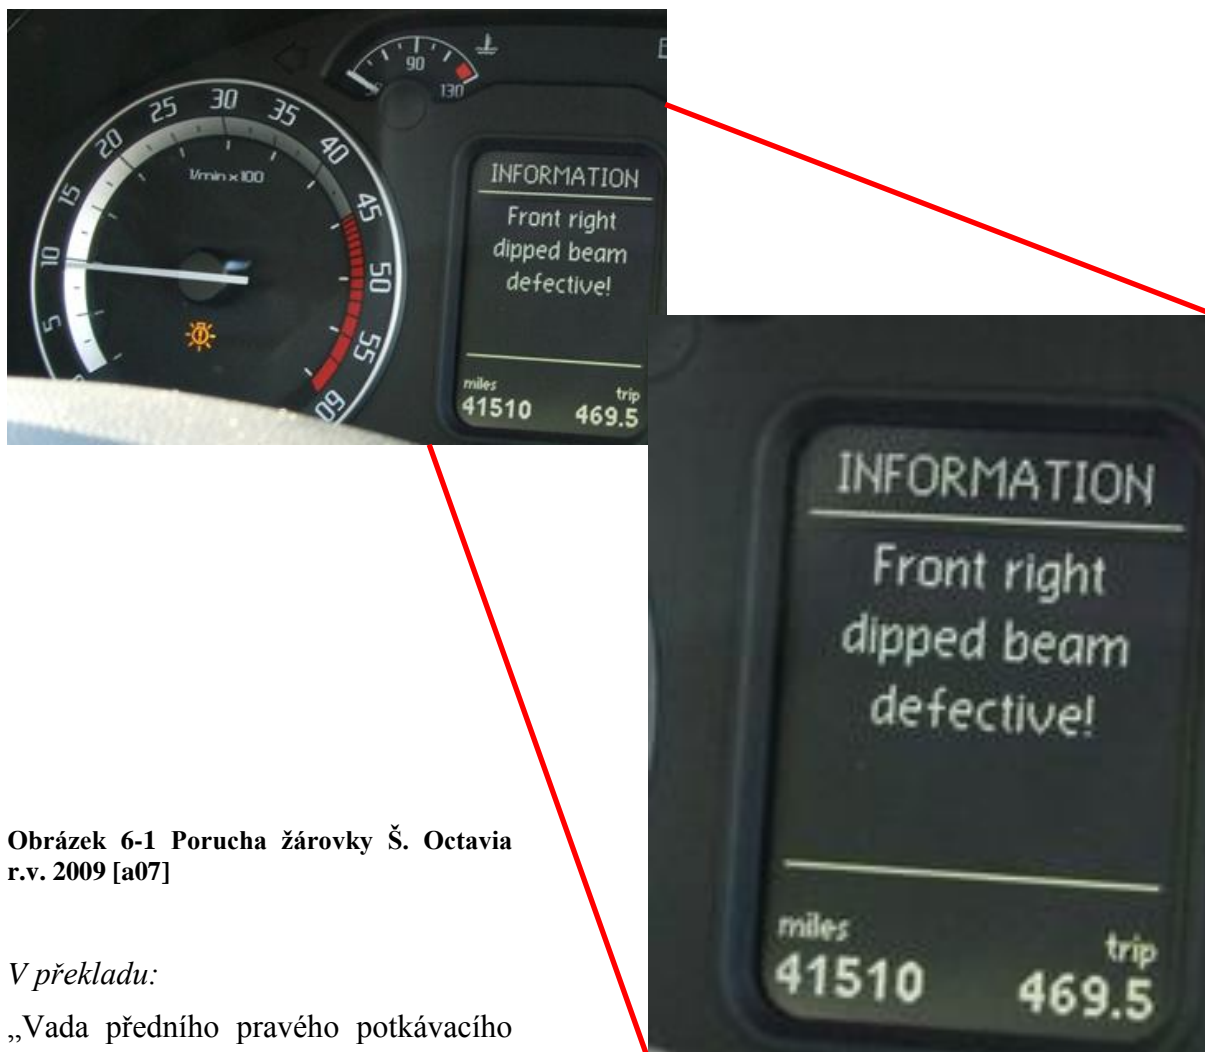 90
130
5
10
15
20
25
30
35
40
45
50
55
60
1/min x 100
INFORMATION
Front right
dipped beam
defective!
miles
trip
41510
469.5
INFORMATION
Front right
dipped beam
defective!
miles
trip
41510
469.5
Obrázek 6-1 Porucha žárovky Š. Octavia
r.v. 2009 [a07]
V překladu:
„Vada předního pravého potkávacího